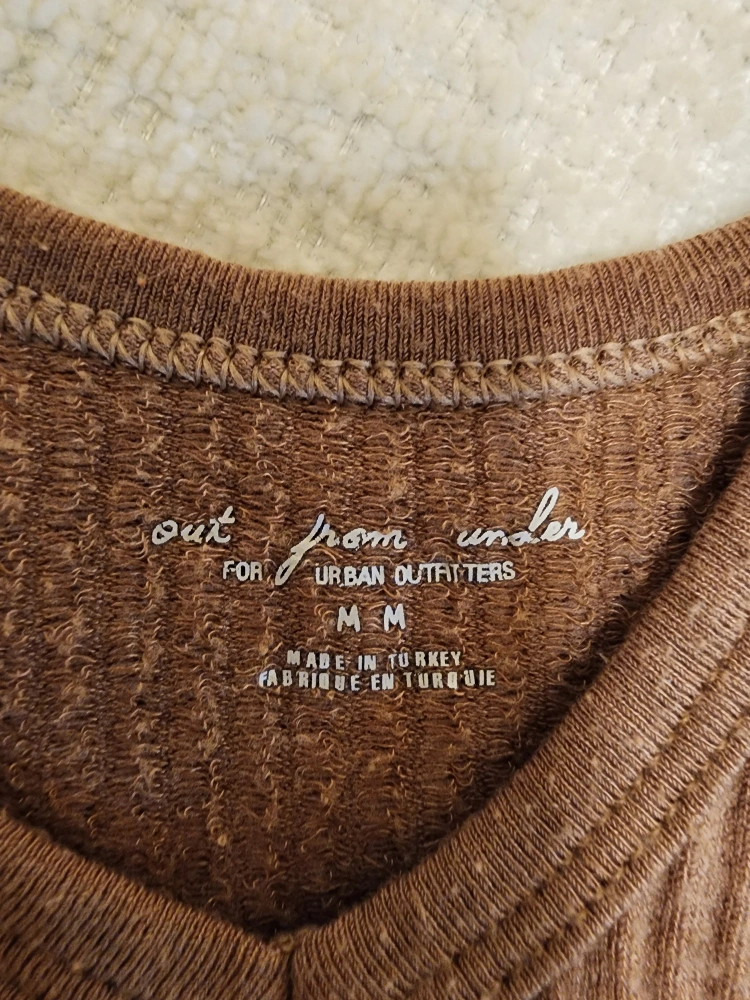 out from under
FOR URBAN OUTFITTERS
M M
MADE IN TURKEY
FABRIQUE EN TURQUIE